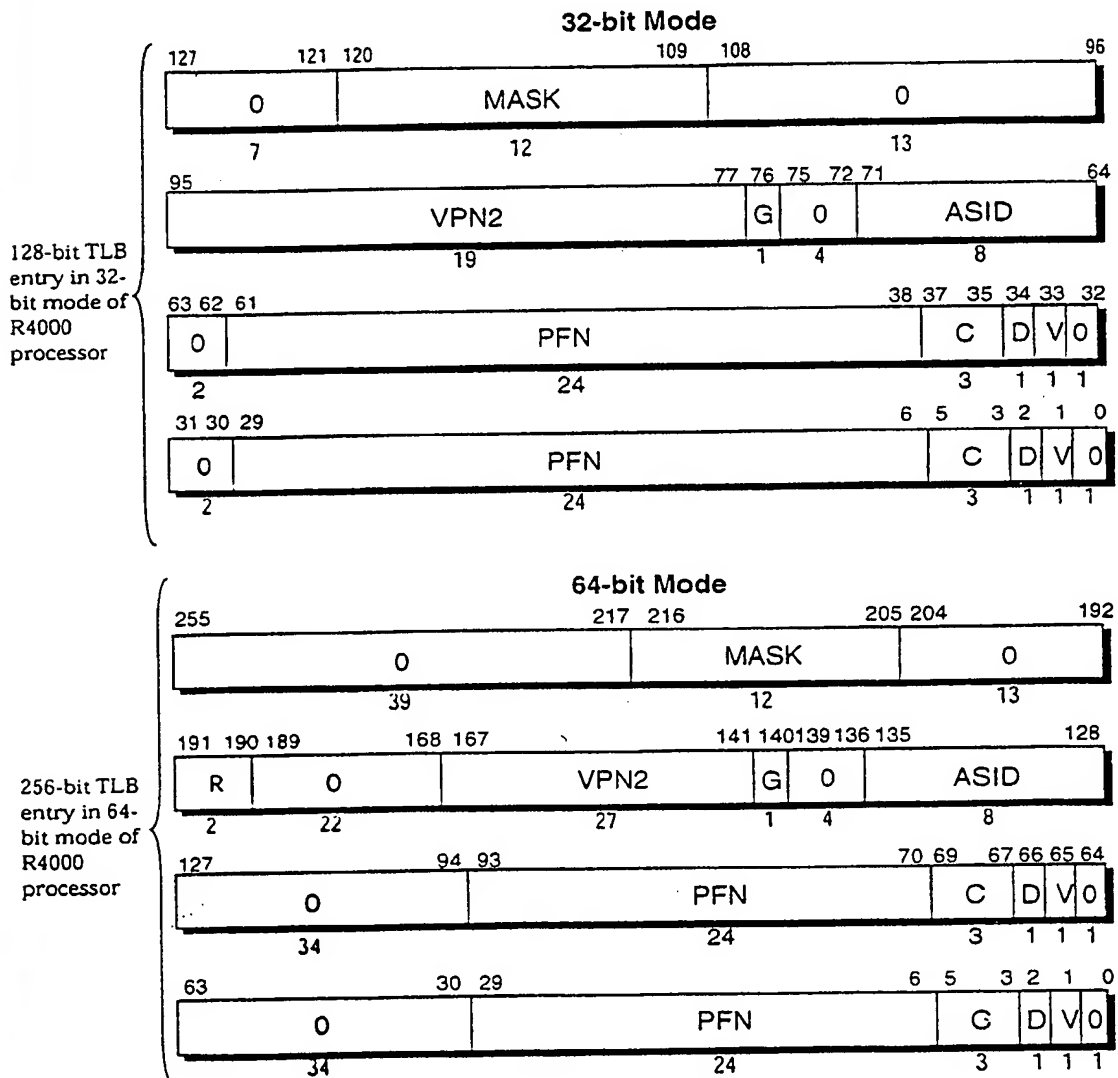 32-bit Mode
127 121 120 109 108 96
0 MASK 0
7 12 13
95 77 76 75 72 71 64
VPN2 G 0 ASID
19 1 4 8
128-bit TLB
entry in 32-
bit mode of
R4000
processor
63 62 61 38 37 35 34 33 32
0 PFN C D V 0
2 24 3 1 1 1
31 30 29 6 5 3 2 1 0
0 PFN C D V 0
2 24 3 1 1 1
64-bit Mode
255 217 216 205 204 192
0 MASK 0
39 12 13
191 190 189 168 167 141 140 139 136 135 128
R 0 VPN2 G 0 ASID
2 22 27 1 4 8
256-bit TLB
entry in 64-
bit mode of
R4000
processor
127 94 93 70 69 67 66 65 64
0 PFN C D V 0
34 24 3 1 1 1
63 30 29 6 5 3 2 1 0
0 PFN G D V 0
34 24 3 1 1 1